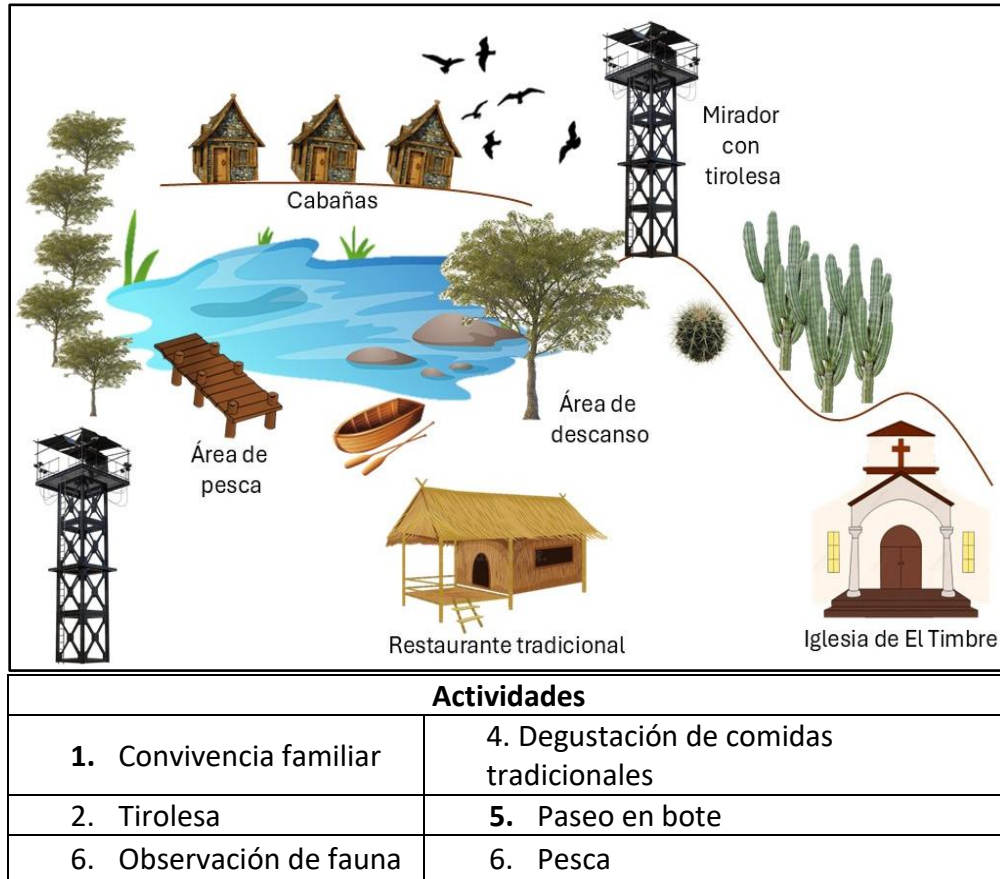 Mirador
con
tirolesa
Cabañas
Área de
descanso
Área de
pesca
Restaurante tradicional
Iglesia de El Timbre
Actividades
1. Convivencia familiar
4. Degustación de comidas
tradicionales
2. Tirolesa
5. Paseo en bote
6. Observación de fauna
6. Pesca